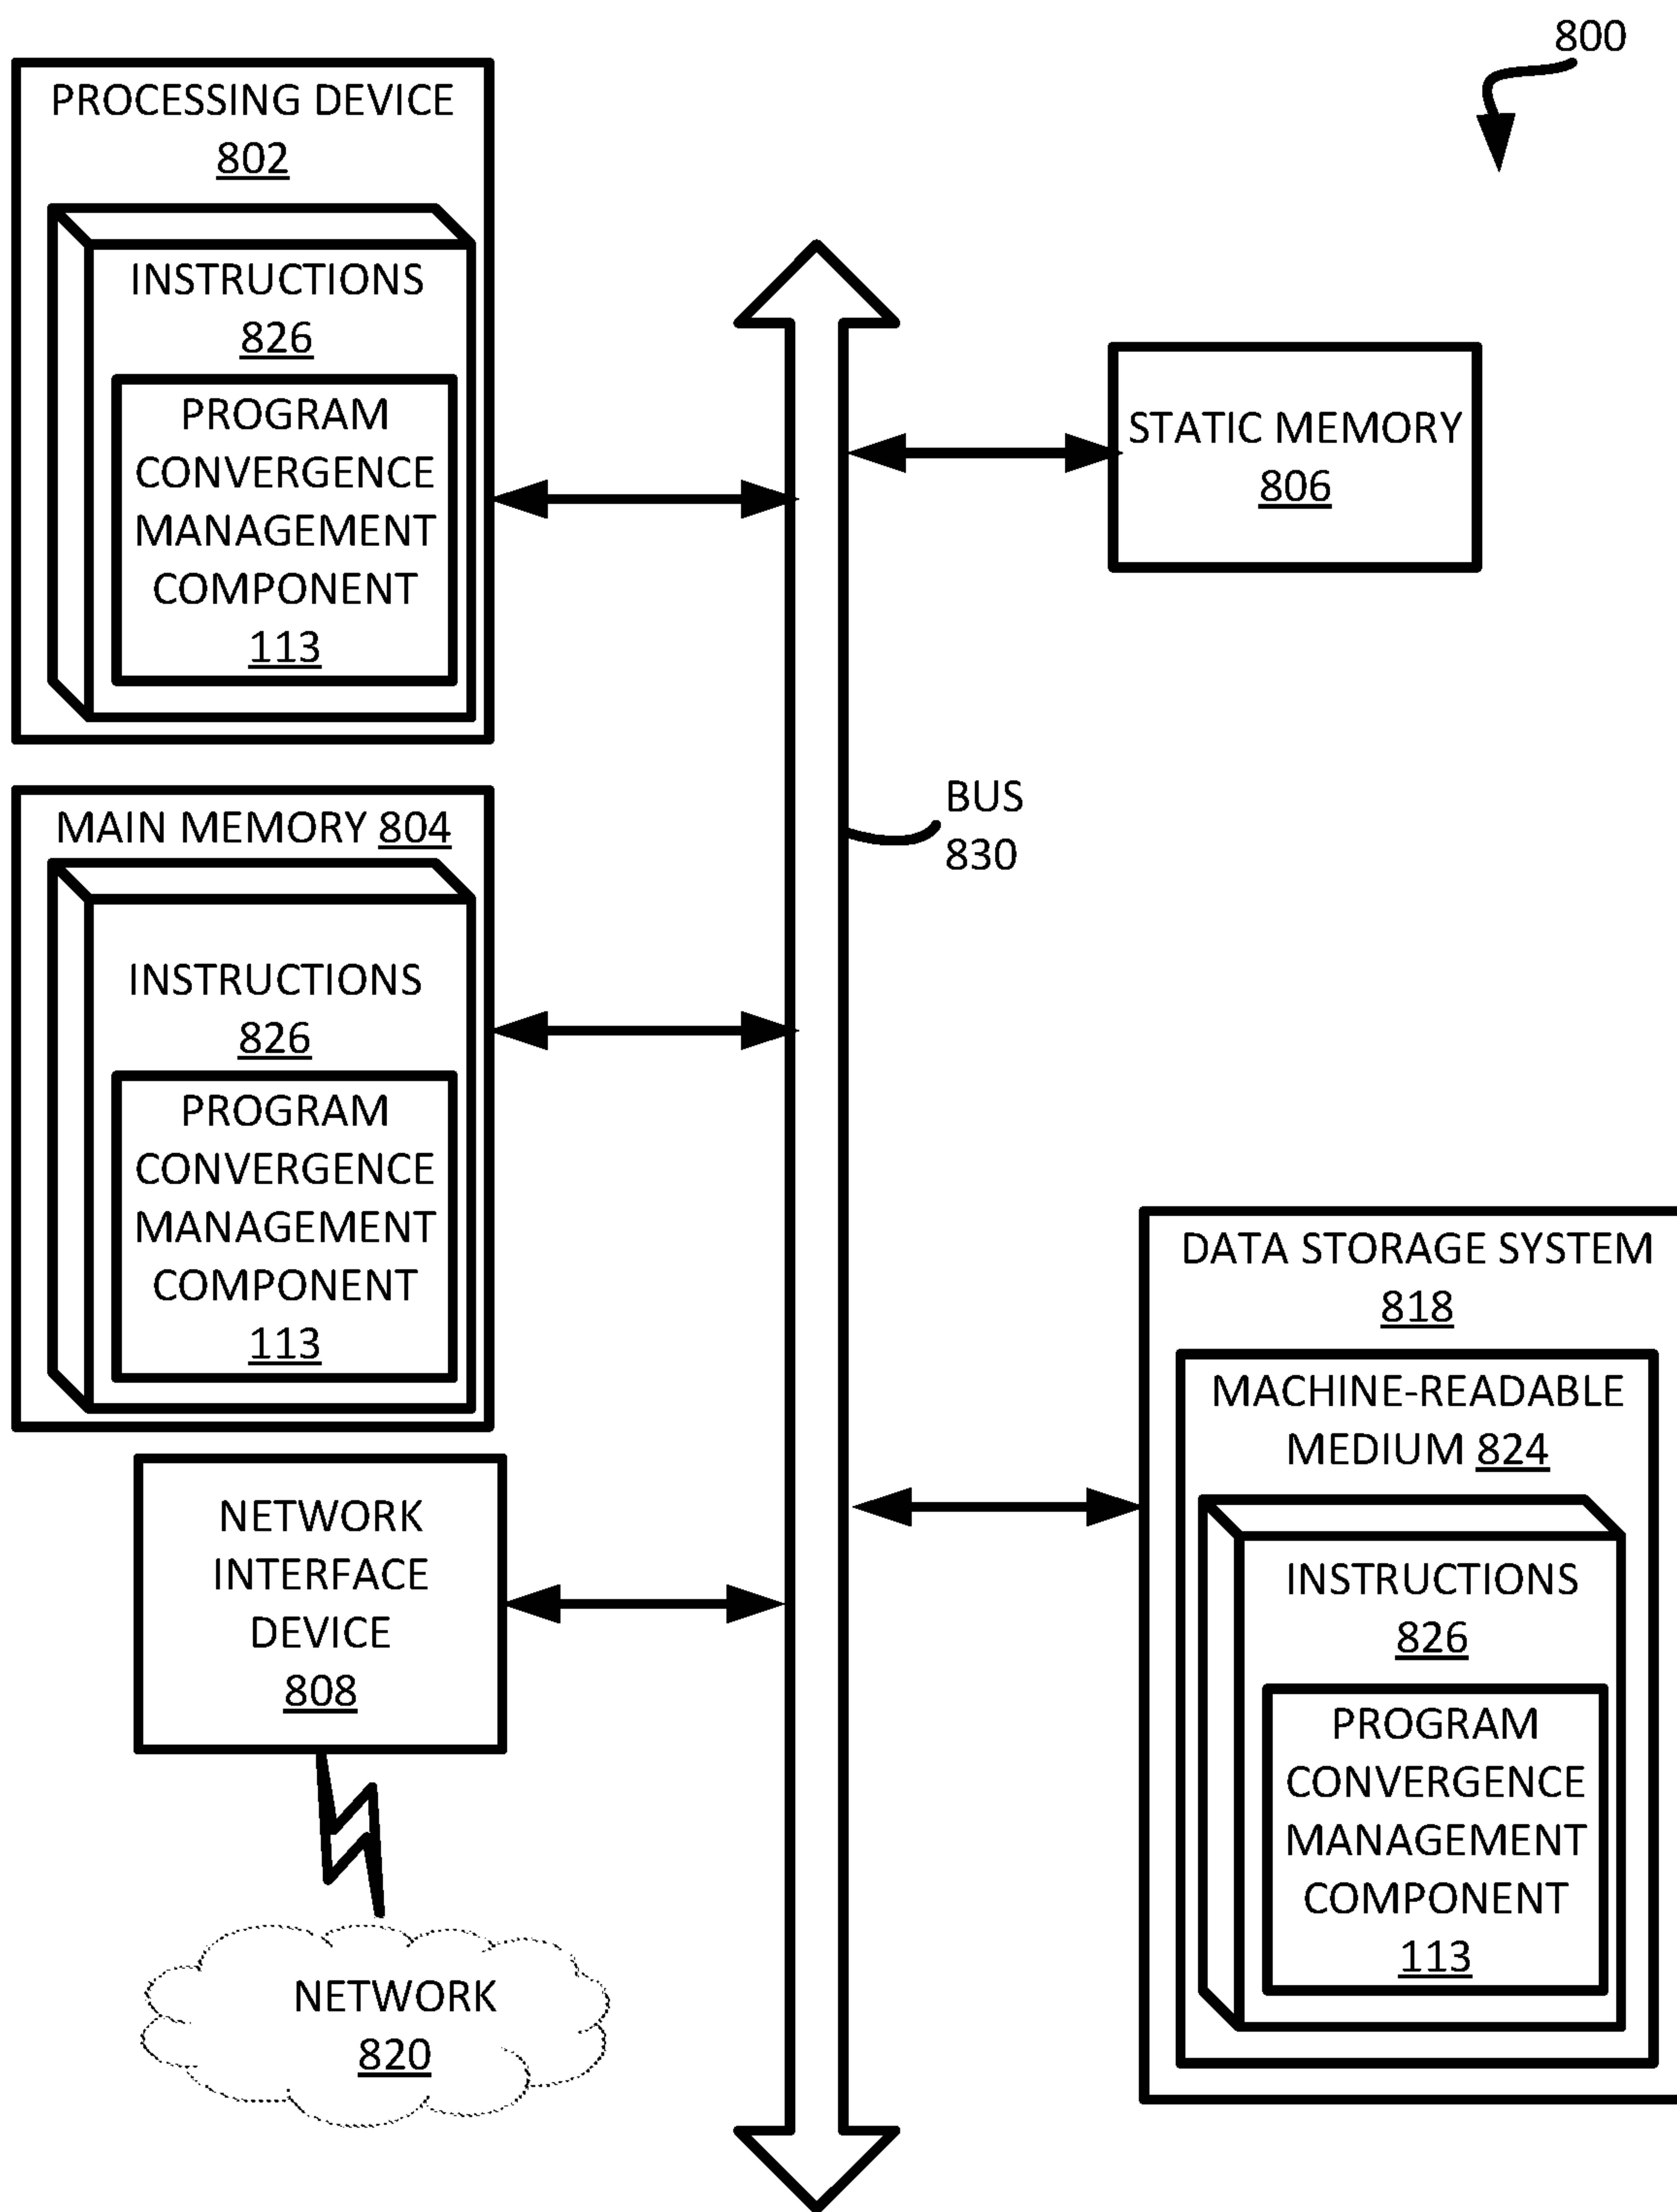 800
PROCESSING DEVICE
802
INSTRUCTIONS
826
PROGRAM
CONVERGENCE
MANAGEMENT
COMPONENT
113
STATIC MEMORY
806
BUS
830
MAIN MEMORY 804
INSTRUCTIONS
826
PROGRAM
CONVERGENCE
MANAGEMENT
COMPONENT
113
DATA STORAGE SYSTEM
818
MACHINE-READABLE
MEDIUM 824
INSTRUCTIONS
826
PROGRAM
CONVERGENCE
MANAGEMENT
COMPONENT
113
NETWORK
INTERFACE
DEVICE
808
NETWORK
820